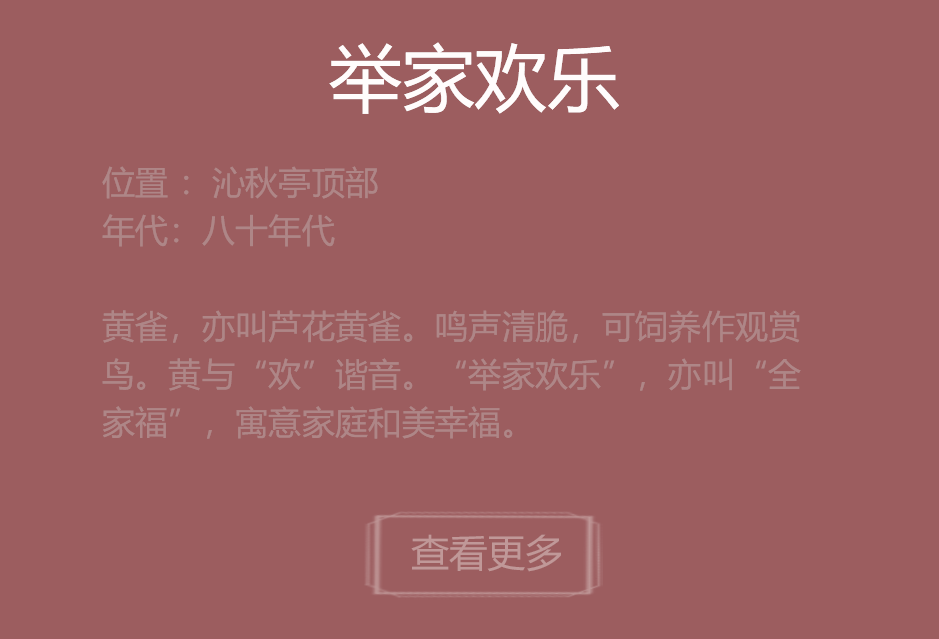 举家欢乐
位置：沁秋亭顶部
年代：八十年代
黄雀，亦叫芦花黄雀。鸣声清脆，可饲养作观赏
鸟。黄与“欢”谐音。“举家欢乐”，亦叫“全
家福”，寓意家庭和美幸福。
查看更多